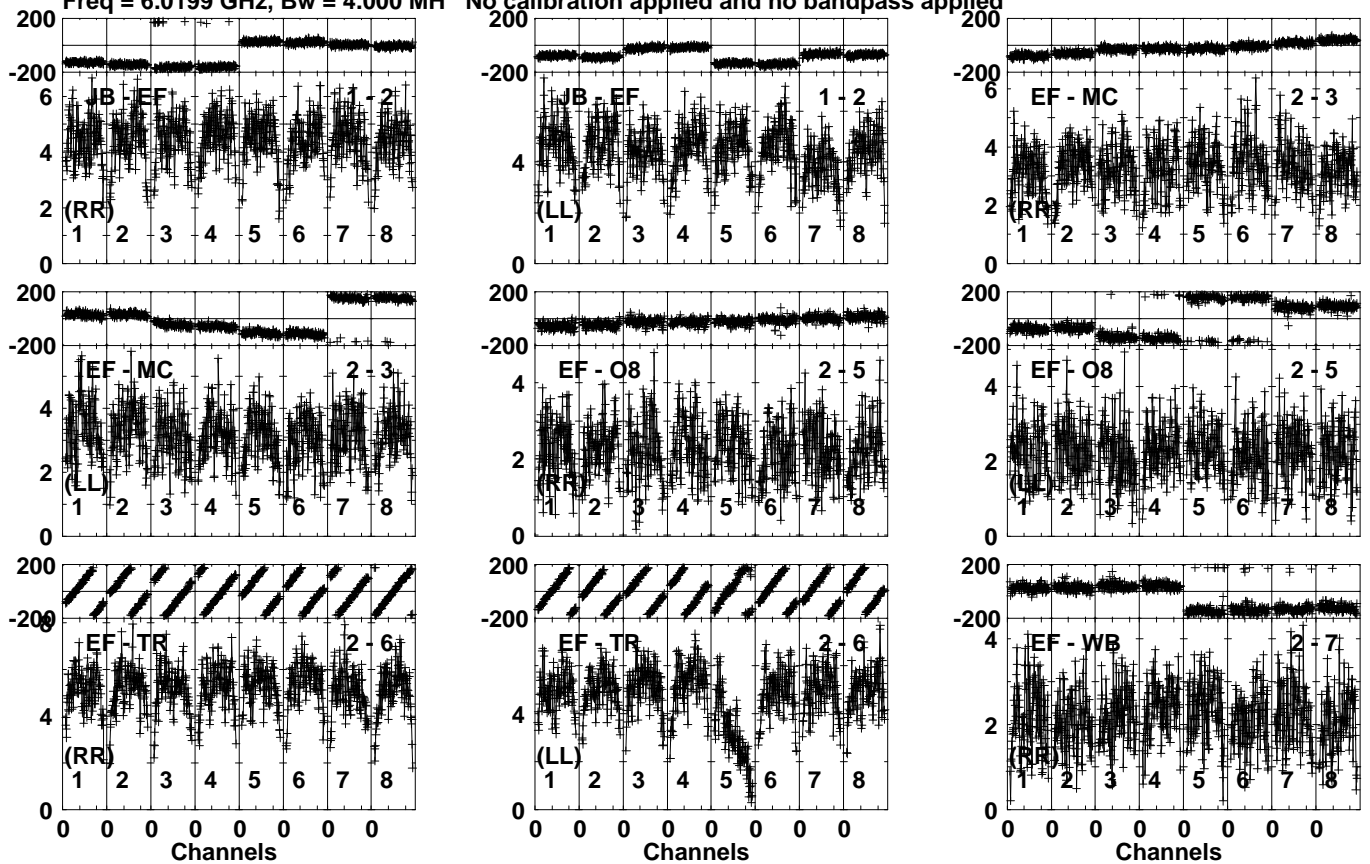 Freq = 6.0199 GHz, Bw = 4.000 MH No calibration applied and no bandpass applied
200 200 200
-200 -200 -200
6 JB - EF 1 - 2 JB - EF 1 - 2 6 EF - MC 2 - 3
4 4 4
2 (RR) 2 (LL) 2 (RR)
1 2 3 4 5 6 7 8 1 2 3 4 5 6 7 8 1 2 3 4 5 6 7 8
0 0 0
200 200 200
-200 -200 -200
EF - MC 2 - 3 EF - O8 2 - 5 EF - O8 2 - 5
4 4 4
2 2 2
(LL) (RR) (LL)
1 2 3 4 5 6 7 8 1 2 3 4 5 6 7 8 1 2 3 4 5 6 7 8
0 0 0
200 200 200
-200 -200 -200
8 EF - TR 2 - 6 EF - TR 2 - 6 4 EF - WB 2 - 7
4 4 2
(RR) (LL) (RR)
1 2 3 4 5 6 7 8 1 2 3 4 5 6 7 8 1 2 3 4 5 6 7 8
0 0 0
0 0 0 0 0 0 0 0 0 0 0 0 0 0 0 0 0 0 0 0 0 0 0 0
Channels Channels Channels